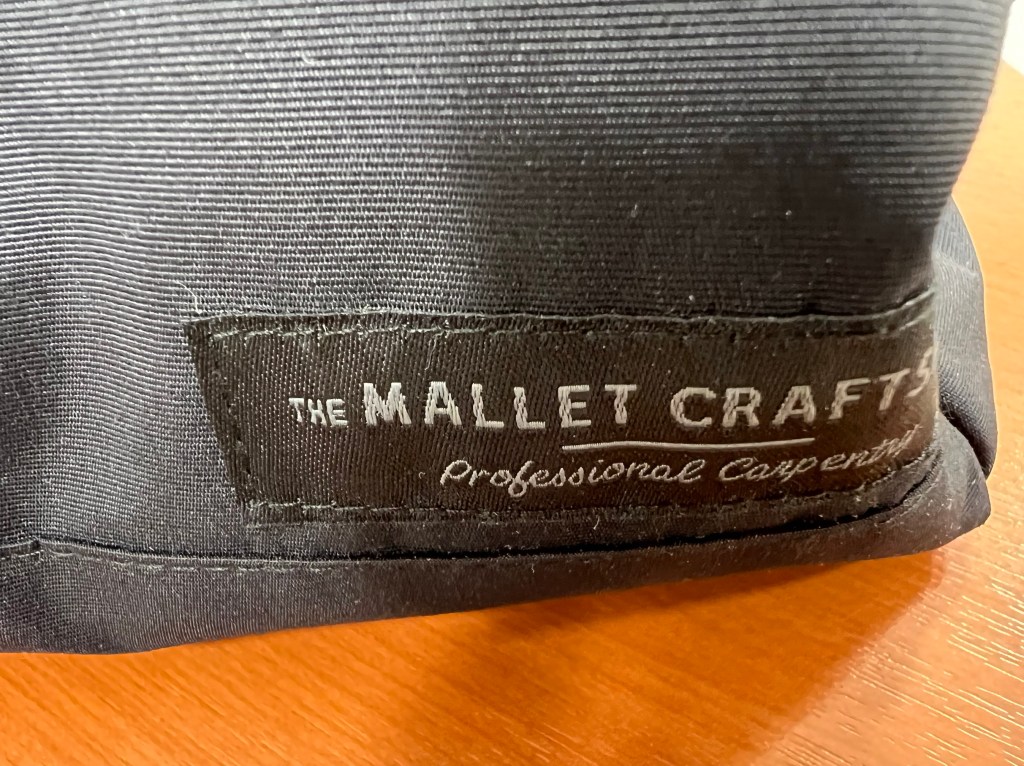 THE MALLET CRAFTS
Professional Carpentry